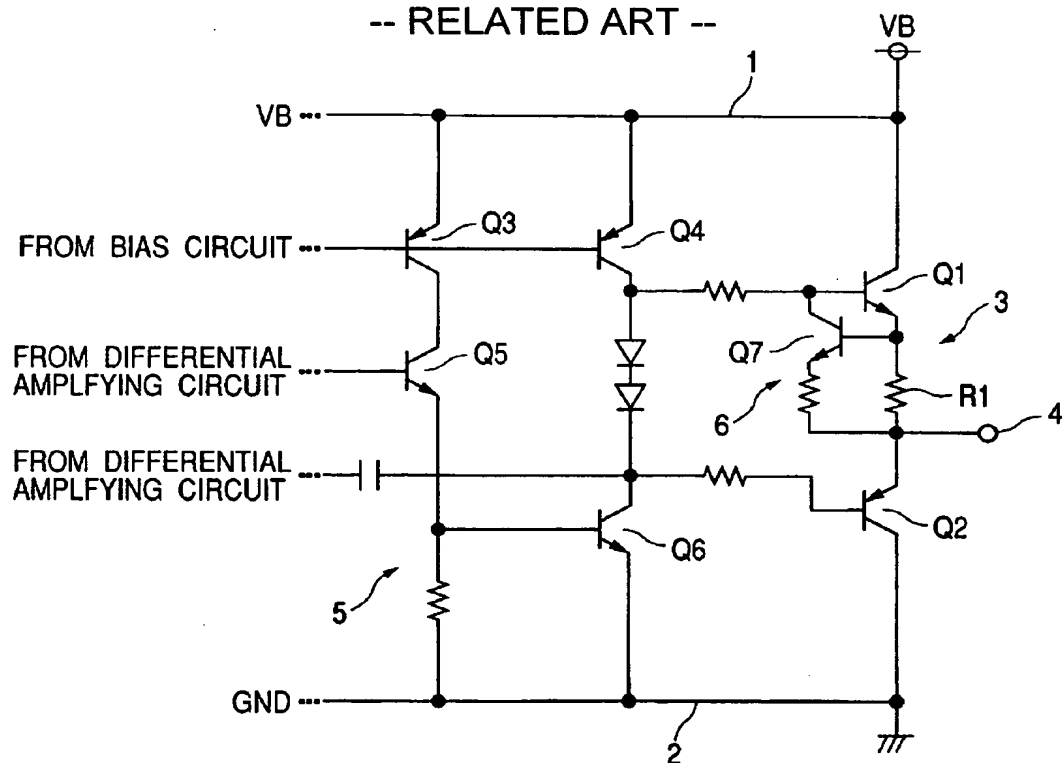 -- RELATED ART --
VB
1
VB
Q3
Q4
FROM BIAS CIRCUIT
Q1
3
FROM DIFFERENTIAL
AMPLFYING CIRCUIT
Q5
Q7
6
R1
4
FROM DIFFERENTIAL
AMPLFYING CIRCUIT
Q2
Q6
5
GND
2